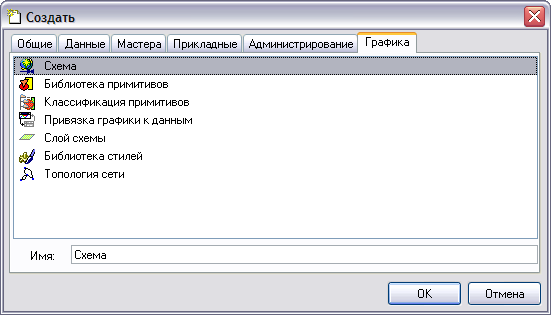 Создать
Общие Данные Мастера Прикладные Администрирование Графика
Схема
Библиотека примитивов
Классификация примитивов
Привязка графики к данным
Слой схемы
Библиотека стилей
Топология сети
Имя: Схема
OK Отмена